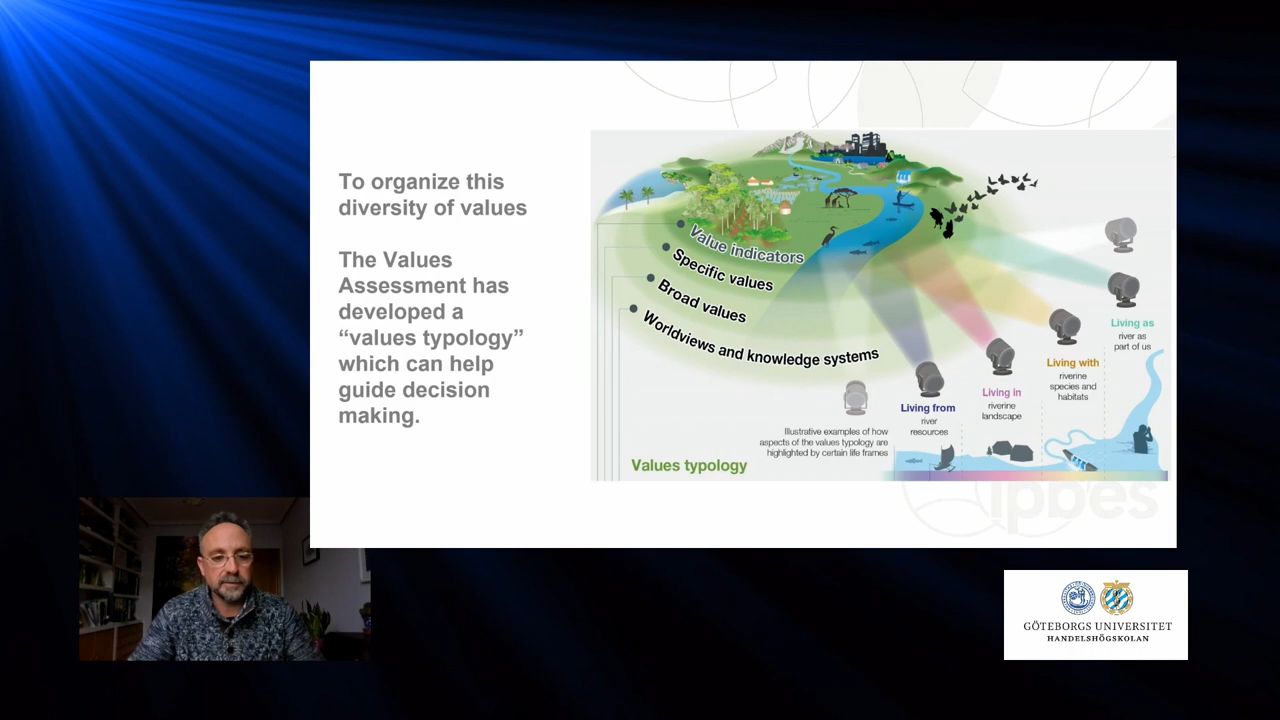 To organize this
diversity of values
The Values
Assessment has
developed a
“values typology”
which can help
guide decision
making.
Value indicators
Specific values
Broad values
Worldviews and knowledge systems
Living as
river as
part of us
Living with
riverine
species and
habitats
Living in
riverine
landscape
Living from
river
resources
Illustrative examples of how
aspects of the values typology are
highlighted by certain life frames
Values typology
ipbes
GÖTEBORGS UNIVERSITET
HANDELSHÖGSKOLAN